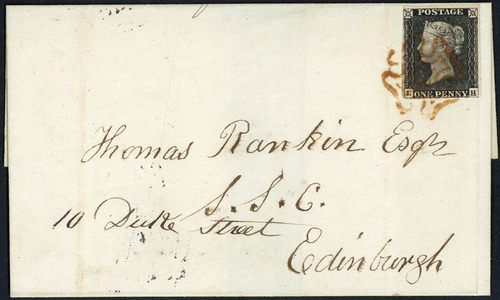 POSTAGE
E ONE PENNY H
Thomas Rankin Esqr
S.S.C.
10 Duke Street
Edinburgh